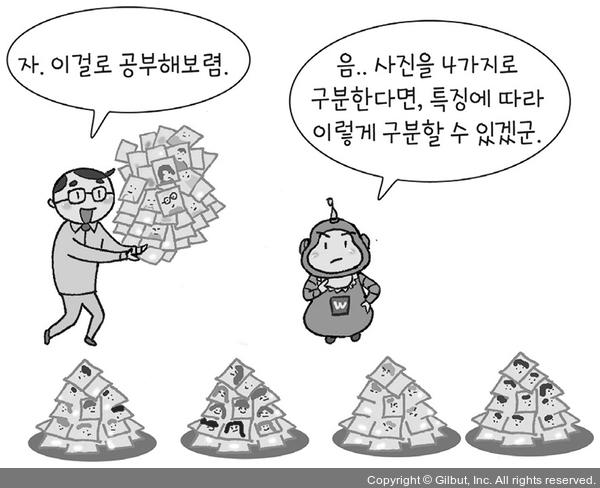 자. 이걸로 공부해보렴.
음.. 사진을 4가지로
구분한다면, 특징에 따라
이렇게 구분할 수 있겠군.
W
Copyright © Gilbut, Inc. All rights reserved.